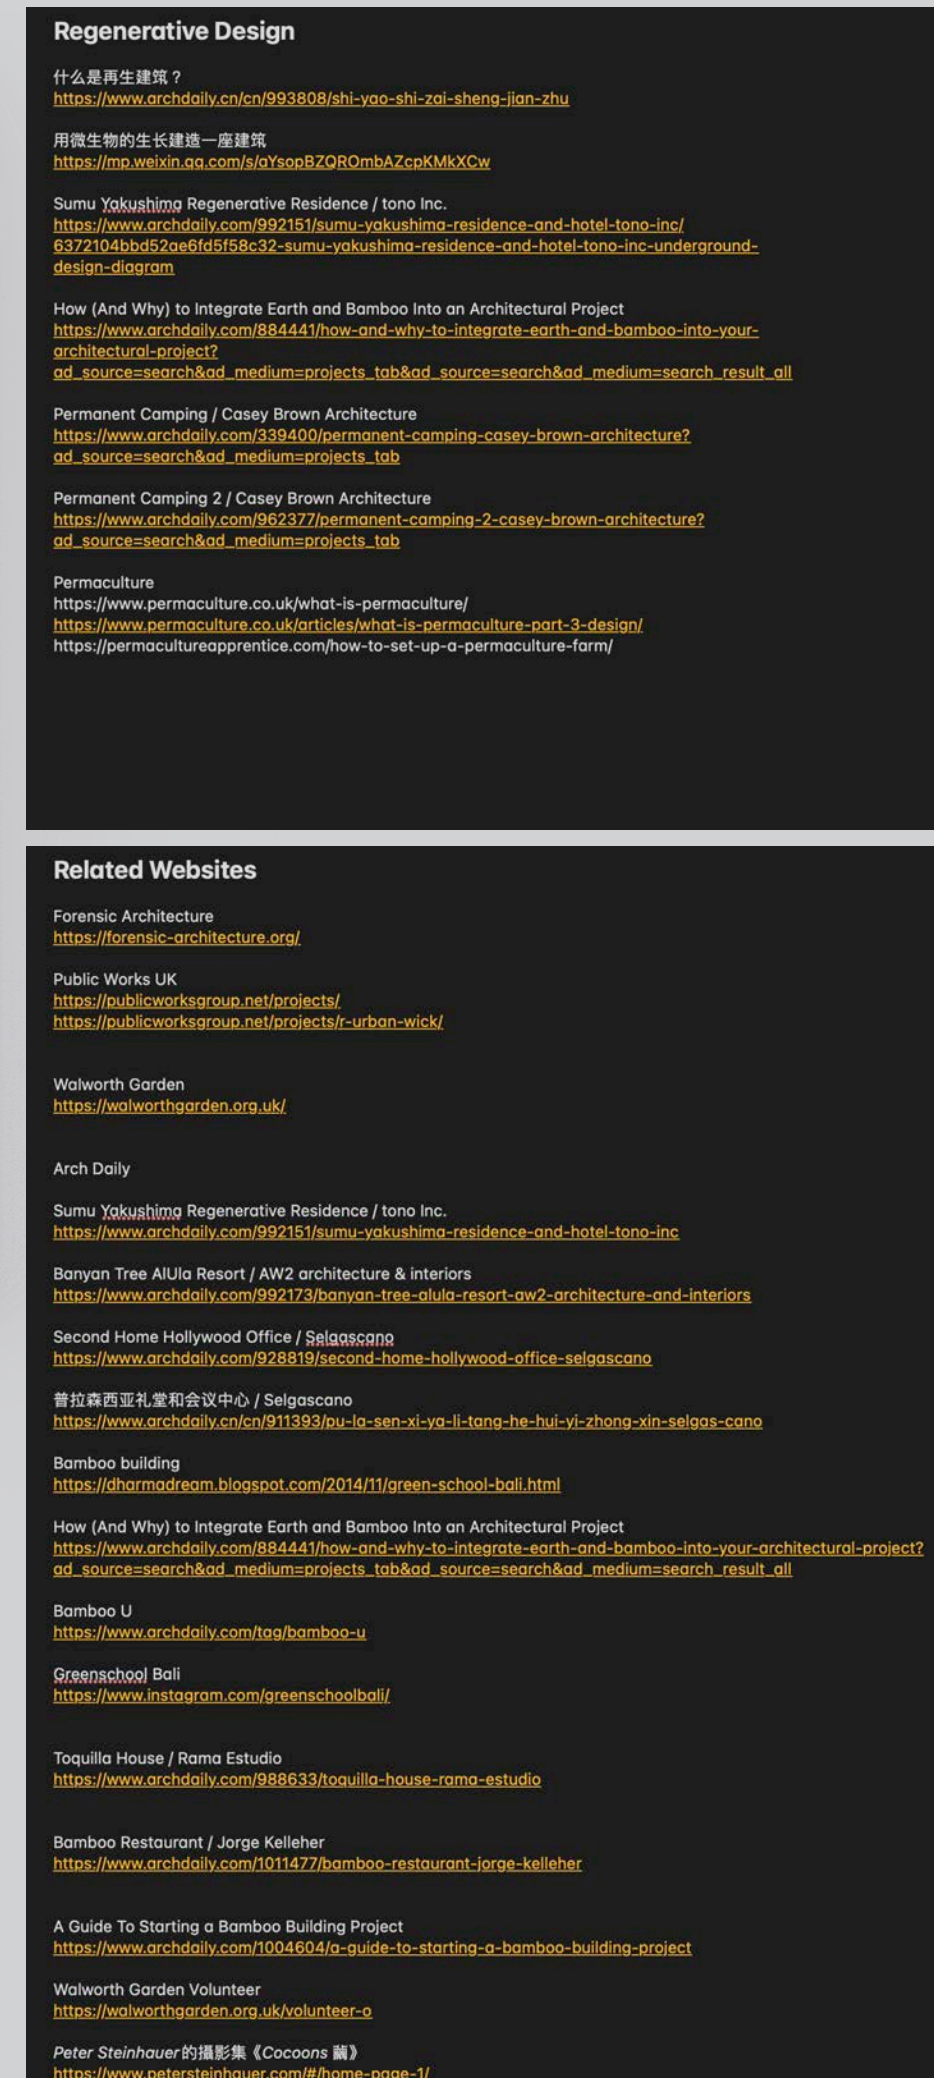 Regenerative Design
什么是再生建筑？
https://www.archdaily.cn/cn/993808/shi-yao-shi-zai-sheng-jian-zhu
用微生物的生长建造一座建筑
https://mp.weixin.qq.com/s/aYsopBZQROmbAZcpKMkXCw
Sumu Yakushima Regenerative Residence / tono Inc.
https://www.archdaily.com/992151/sumu-yakushima-residence-and-hotel-tono-inc/
6372104bbd52ae6fd5f58c32-sumu-yakushima-residence-and-hotel-tono-inc-underground-
design-diagram
How (And Why) to Integrate Earth and Bamboo Into an Architectural Project
https://www.archdaily.com/884441/how-and-why-to-integrate-earth-and-bamboo-into-your-
architectural-project?
ad_source=search&ad_medium=projects_tab&ad_source=search&ad_medium=search_result_all
Permanent Camping / Casey Brown Architecture
https://www.archdaily.com/339400/permanent-camping-casey-brown-architecture?
ad_source=search&ad_medium=projects_tab
Permanent Camping 2 / Casey Brown Architecture
https://www.archdaily.com/962377/permanent-camping-2-casey-brown-architecture?
ad_source=search&ad_medium=projects_tab
Permaculture
https://www.permaculture.co.uk/what-is-permaculture/
https://www.permaculture.co.uk/articles/what-is-permaculture-part-3-design/
https://permacultureapprentice.com/how-to-set-up-a-permaculture-farm/
Related Websites
Forensic Architecture
https://forensic-architecture.org/
Public Works UK
https://publicworksgroup.net/projects/
https://publicworksgroup.net/projects/r-urban-wick/
Walworth Garden
https://walworthgarden.org.uk/
Arch Daily
Sumu Yakushima Regenerative Residence / tono Inc.
https://www.archdaily.com/992151/sumu-yakushima-residence-and-hotel-tono-inc
Banyan Tree AlUla Resort / AW2 architecture & interiors
https://www.archdaily.com/992173/banyan-tree-alula-resort-aw2-architecture-and-interiors
Second Home Hollywood Office / Selgascano
https://www.archdaily.com/928819/second-home-hollywood-office-selgascano
普拉森西亚礼堂和会议中心 / Selgascano
https://www.archdaily.cn/cn/911393/pu-la-sen-xi-ya-li-tang-he-hui-yi-zhong-xin-selgas-cano
Bamboo building
https://dharmadream.blogspot.com/2014/11/green-school-bali.html
How (And Why) to Integrate Earth and Bamboo Into an Architectural Project
https://www.archdaily.com/884441/how-and-why-to-integrate-earth-and-bamboo-into-your-architectural-project?
ad_source=search&ad_medium=projects_tab&ad_source=search&ad_medium=search_result_all
Bamboo U
https://www.archdaily.com/tag/bamboo-u
Greenschool Bali
https://www.instagram.com/greenschoolbali/
Toquilla House / Rama Estudio
https://www.archdaily.com/988633/toquilla-house-rama-estudio
Bamboo Restaurant / Jorge Kelleher
https://www.archdaily.com/1011477/bamboo-restaurant-jorge-kelleher
A Guide To Starting a Bamboo Building Project
https://www.archdaily.com/1004604/a-guide-to-starting-a-bamboo-building-project
Walworth Garden Volunteer
https://walworthgarden.org.uk/volunteer-o
Peter Steinhauer的攝影集《Cocoons 繭》
https://www.petersteinhauer.com/#/home-page-1/